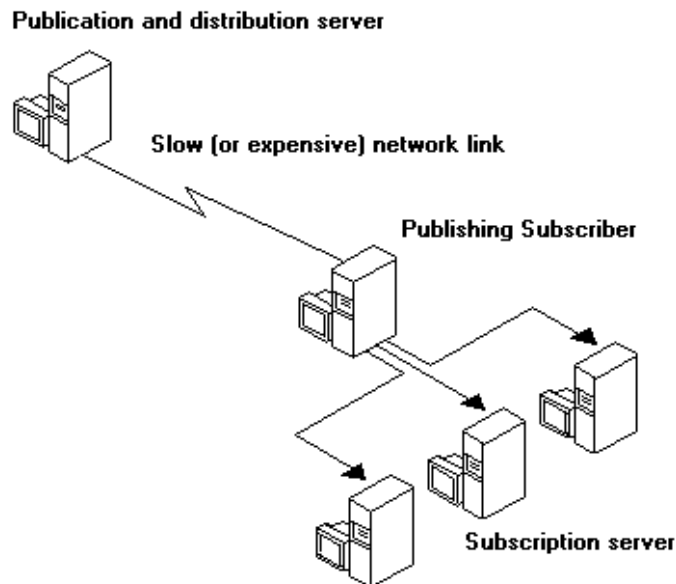 Publication and distribution server
Slow (or expensive) network link
Publishing Subscriber
Subscription server